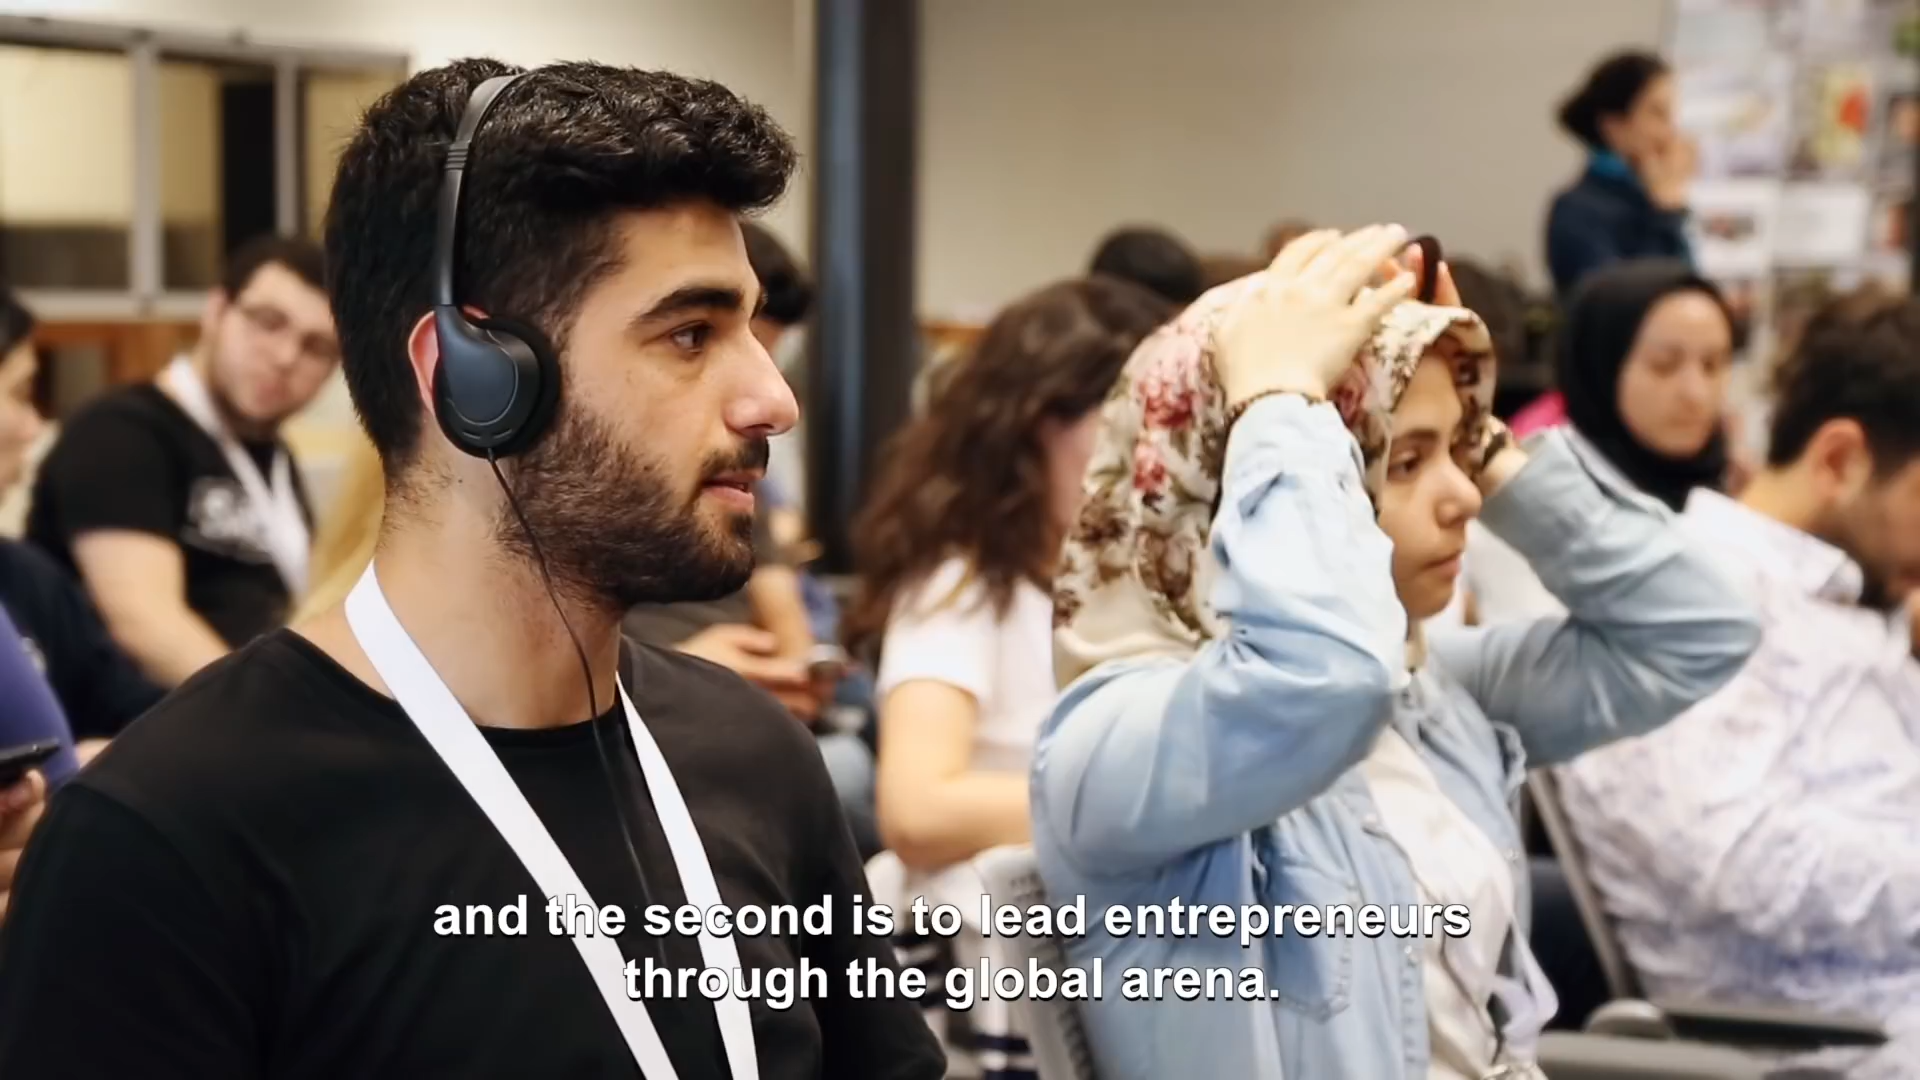 and the second is to lead entrepreneurs
through the global arena.